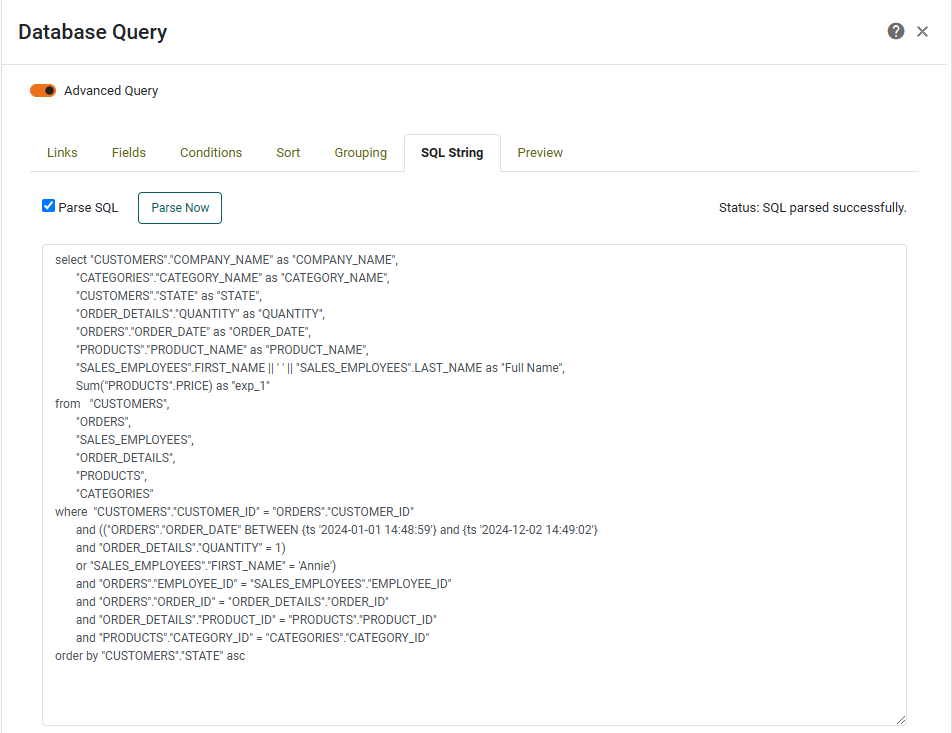 Database Query
Advanced Query
Links Fields Conditions Sort Grouping SQL String Preview
Parse SQL Parse Now Status: SQL parsed successfully.
select "CUSTOMERS"."COMPANY_NAME" as "COMPANY_NAME",
"CATEGORIES"."CATEGORY_NAME" as "CATEGORY_NAME",
"CUSTOMERS"."STATE" as "STATE",
"ORDER_DETAILS"."QUANTITY" as "QUANTITY",
"ORDERS"."ORDER_DATE" as "ORDER_DATE",
"PRODUCTS"."PRODUCT_NAME" as "PRODUCT_NAME",
"SALES_EMPLOYEES".FIRST_NAME || ' ' || "SALES_EMPLOYEES".LAST_NAME as "Full Name",
Sum("PRODUCTS".PRICE) as "exp_1"
from "CUSTOMERS",
"ORDERS",
"SALES_EMPLOYEES",
"ORDER_DETAILS",
"PRODUCTS",
"CATEGORIES"
where "CUSTOMERS"."CUSTOMER_ID" = "ORDERS"."CUSTOMER_ID"
and (("ORDERS"."ORDER_DATE" BETWEEN {ts '2024-01-01 14:48:59'} and {ts '2024-12-02 14:49:02'}
and "ORDER_DETAILS"."QUANTITY" = 1)
or "SALES_EMPLOYEES"."FIRST_NAME" = 'Annie')
and "ORDERS"."EMPLOYEE_ID" = "SALES_EMPLOYEES"."EMPLOYEE_ID"
and "ORDERS"."ORDER_ID" = "ORDER_DETAILS"."ORDER_ID"
and "ORDER_DETAILS"."PRODUCT_ID" = "PRODUCTS"."PRODUCT_ID"
and "PRODUCTS"."CATEGORY_ID" = "CATEGORIES"."CATEGORY_ID"
order by "CUSTOMERS"."STATE" asc